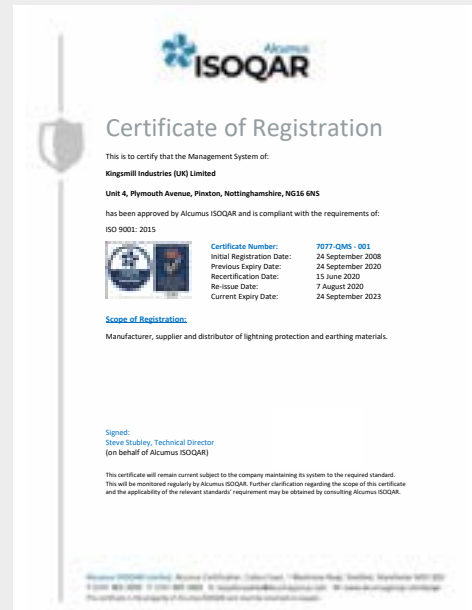 Alcumus
ISOQAR
Certificate of Registration
This is to certify that the Management System of:
Kingsmill Industries (UK) Limited
Unit 4, Plymouth Avenue, Pinxton, Nottinghamshire, NG16 6NS
has been approved by Alcumus ISOQAR and is compliant with the requirements of:
ISO 9001: 2015
Certificate Number: 7077-QMS - 001
Initial Registration Date: 24 September 2008
Previous Expiry Date: 24 September 2020
Recertification Date: 15 June 2020
Re-issue Date: 7 August 2020
Current Expiry Date: 24 September 2023
Scope of Registration:
Manufacturer, supplier and distributor of lightning protection and earthing materials.
Signed:
Steve Stubley, Technical Director
(on behalf of Alcumus ISOQAR)
This certificate will remain current subject to the company maintaining its system to the required standard.
This will be monitored regularly by Alcumus ISOQAR. Further clarification regarding the scope of this certificate
and the applicability of the relevant standards' requirement may be obtained by consulting Alcumus ISOQAR.